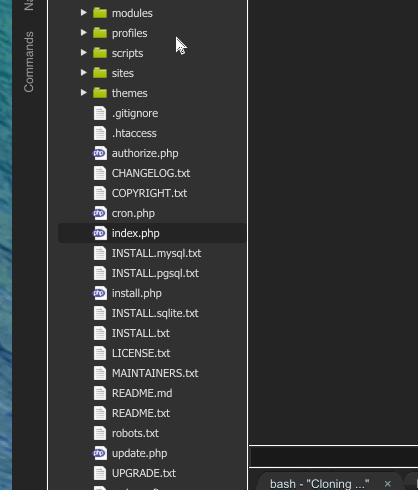 Na
Commands
modules
profiles
scripts
sites
themes
.gitignore
.htaccess
authorize.php
CHANGELOG.txt
COPYRIGHT.txt
cron.php
index.php
INSTALL.mysql.txt
INSTALL.pgsql.txt
install.php
INSTALL.sqlite.txt
INSTALL.txt
LICENSE.txt
MAINTAINERS.txt
README.md
README.txt
robots.txt
update.php
UPGRADE.txt
bash - "Cloning ..."